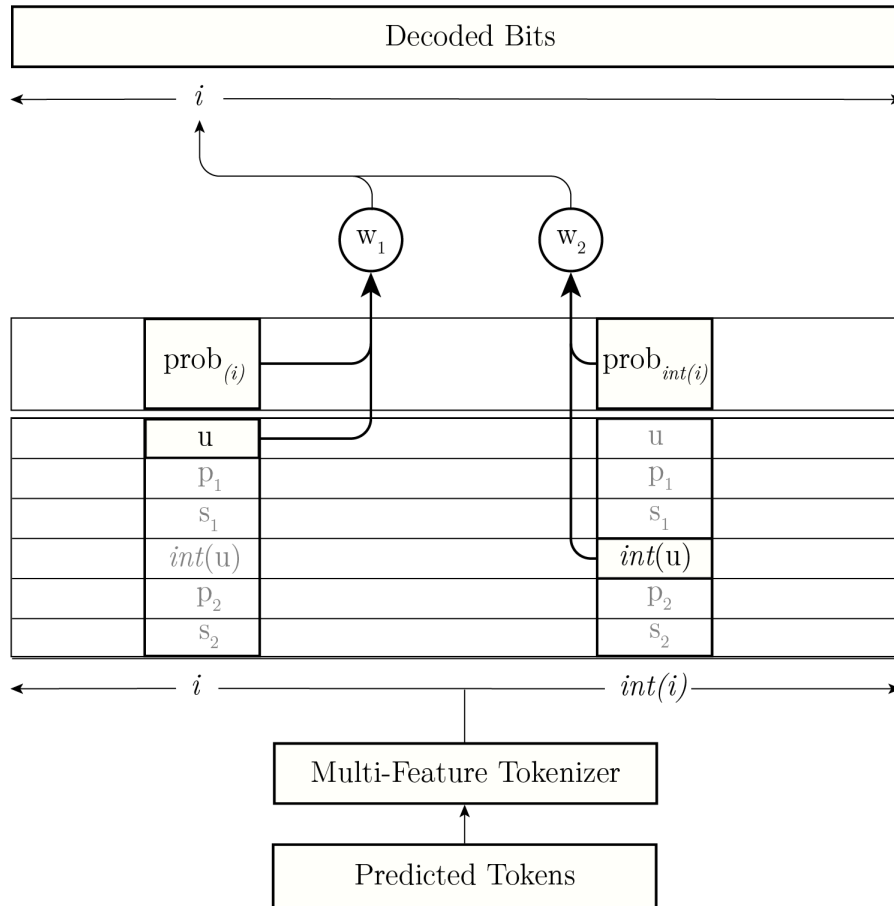 Decoded Bits
i
w₁ w₂
prob₍ᵢ₎ prob_int(i)
u u
p₁ p₁
s₁ s₁
int(u) int(u)
p₂ p₂
s₂ s₂
i int(i)
Multi-Feature Tokenizer
Predicted Tokens